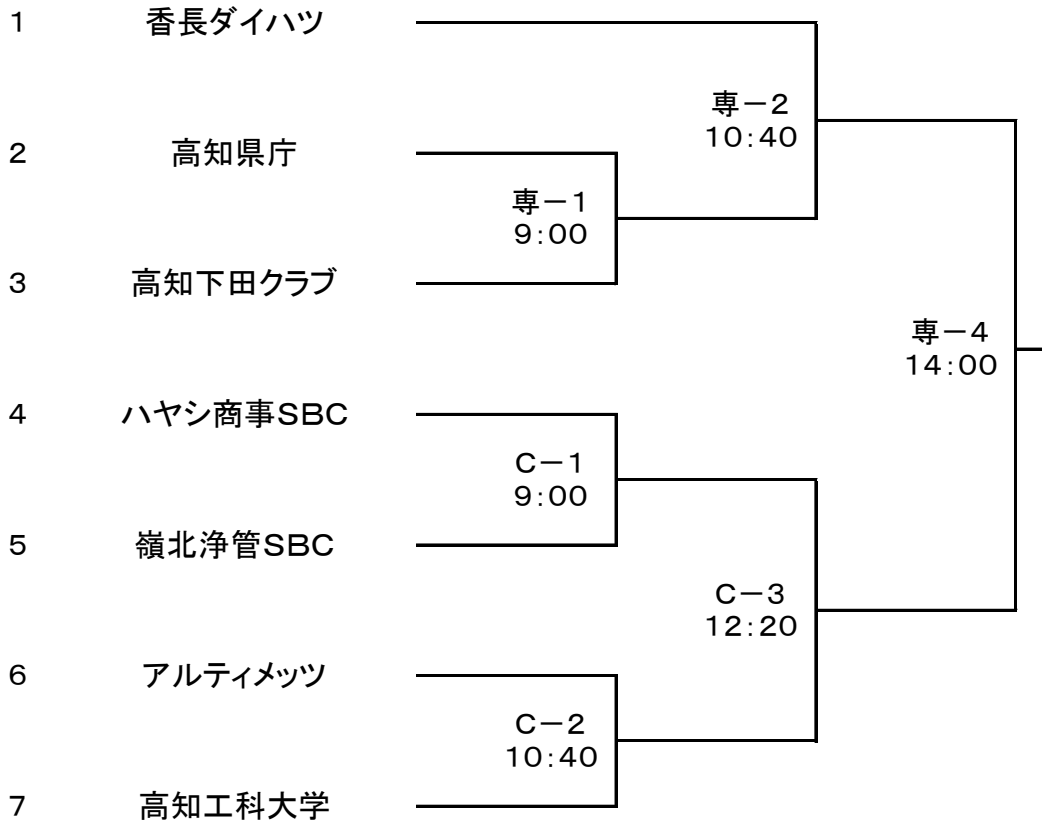 1 香長ダイハツ
専－2
10:40
2 高知県庁
専－1
9:00
3 高知下田クラブ
専－4
14:00
4 ハヤシ商事SBC
C－1
9:00
5 嶺北浄管SBC
C－3
12:20
6 アルティメッツ
C－2
10:40
7 高知工科大学